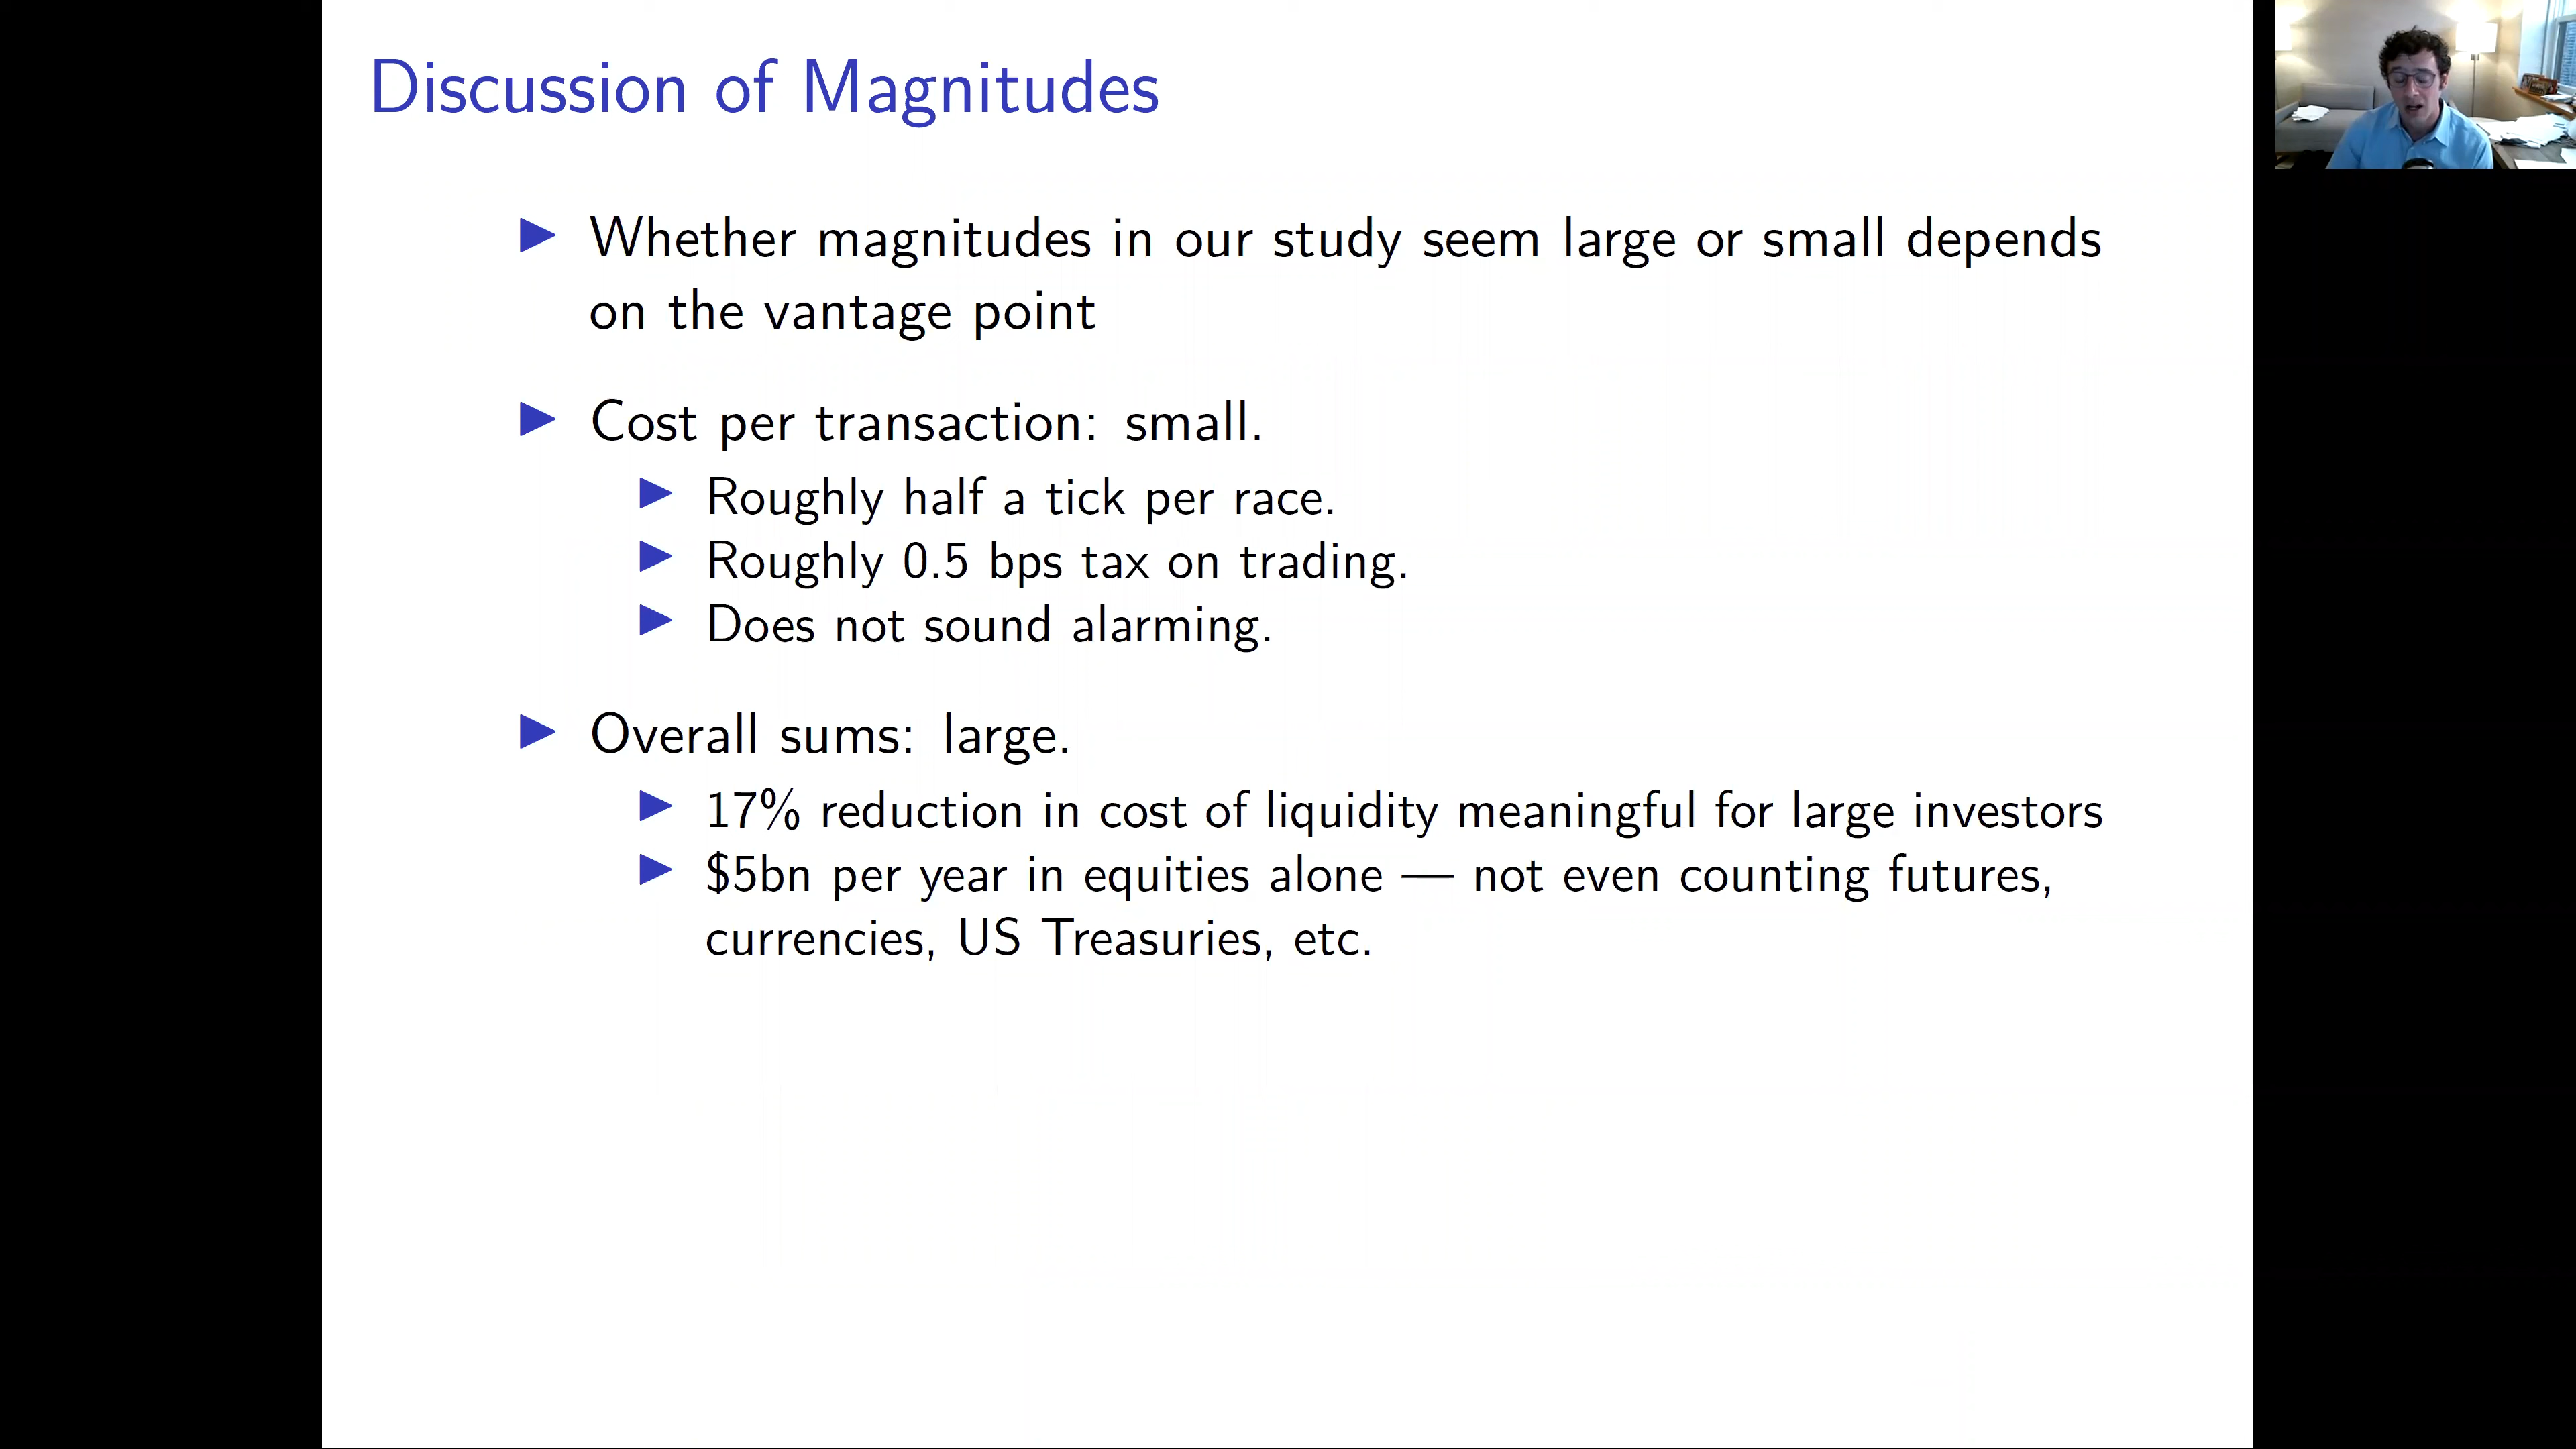 Discussion of Magnitudes
Whether magnitudes in our study seem large or small depends
on the vantage point
Cost per transaction: small.
Roughly half a tick per race.
Roughly 0.5 bps tax on trading.
Does not sound alarming.
Overall sums: large.
17% reduction in cost of liquidity meaningful for large investors
$5bn per year in equities alone — not even counting futures,
currencies, US Treasuries, etc.